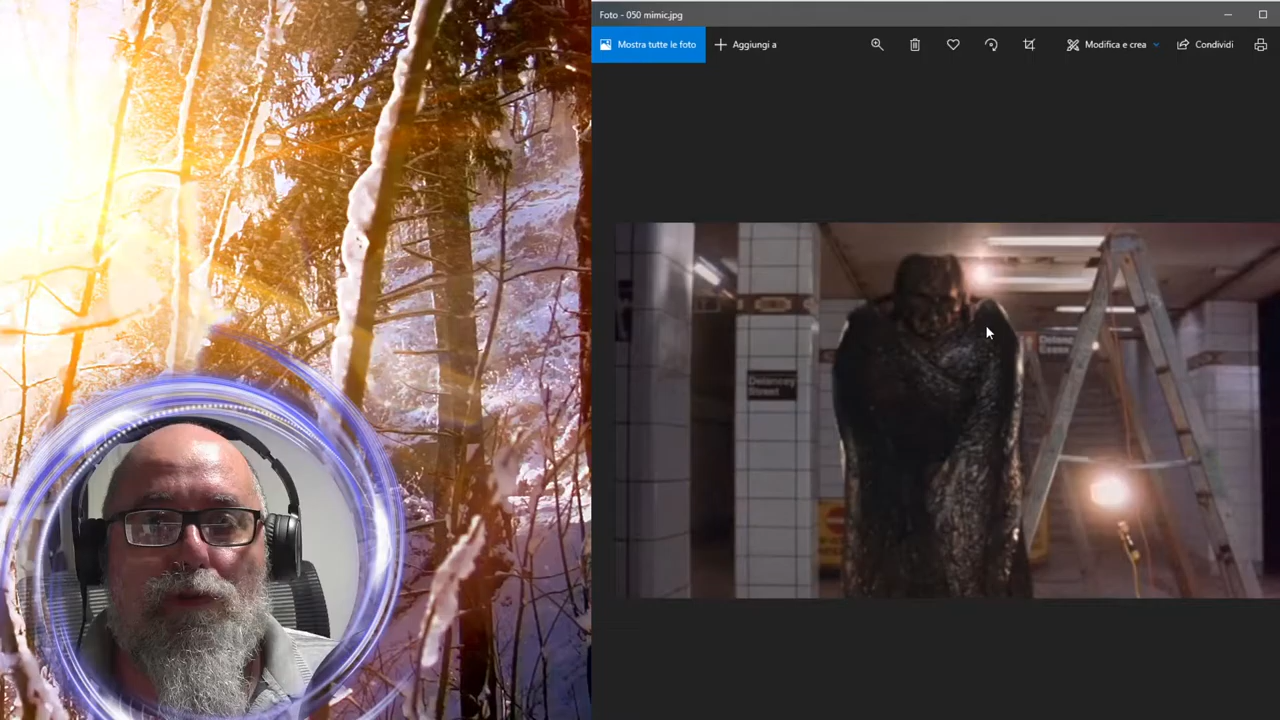 Foto - 050 mimic.jpg
Mostra tutte le foto
Aggiungi a
Modifica e crea
Condividi
Delancey
Street